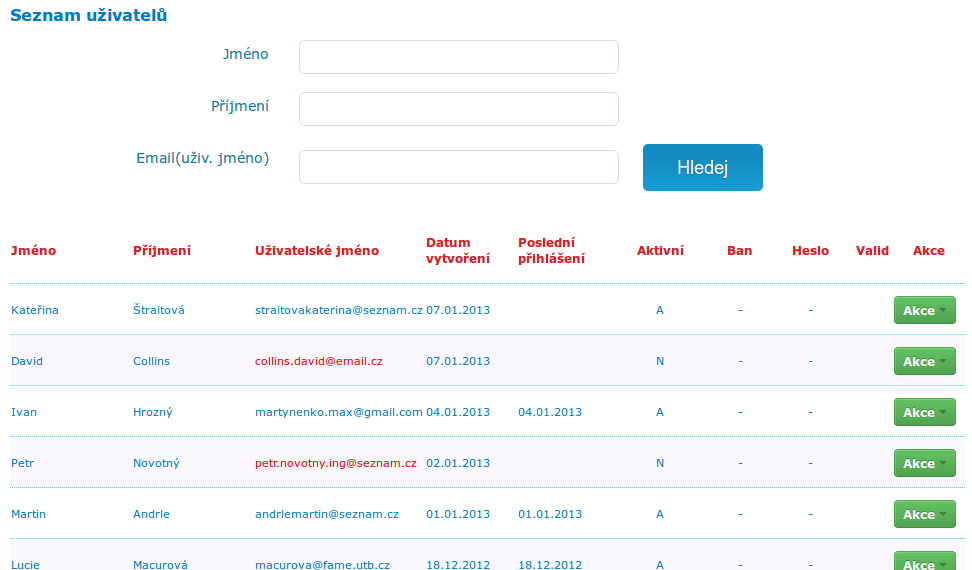 Seznam uživatelů
Jméno
Příjmení
Email(uživ. jméno)
Hledej
Jméno Příjmení Uživatelské jméno Datum vytvoření Poslední přihlášení Aktivní Ban Heslo Valid Akce
Kateřina Štraitová straitovakaterina@seznam.cz 07.01.2013 A - - Akce
David Collins collins.david@email.cz 07.01.2013 N - - Akce
Ivan Hrozný martynenko.max@gmail.com 04.01.2013 04.01.2013 A - - Akce
Petr Novotný petr.novotny.ing@seznam.cz 02.01.2013 N - - Akce
Martin Andrle andrlemartin@seznam.cz 01.01.2013 01.01.2013 A - - Akce
Lucie Macurová macurova@fame.utb.cz 18.12.2012 18.12.2012 A - - Akce